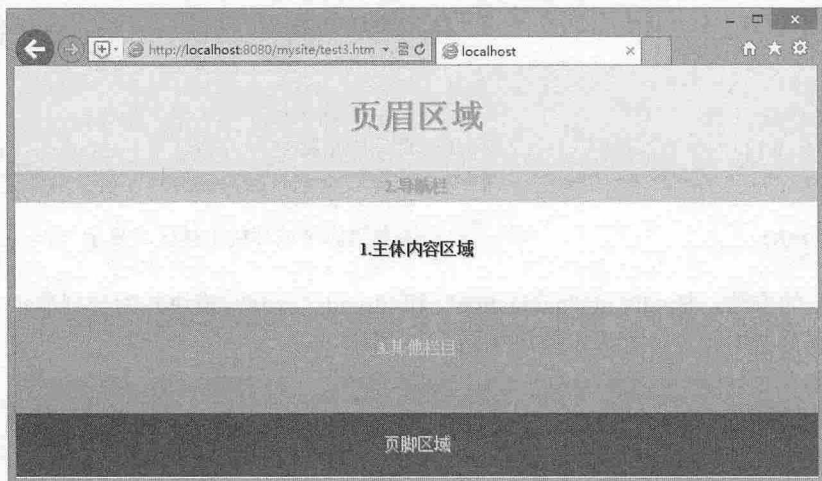 http://localhost:8080/mysite/test3.htm
localhost
页眉区域
2.导航栏
1.主体内容区域
3.其他栏目
页脚区域